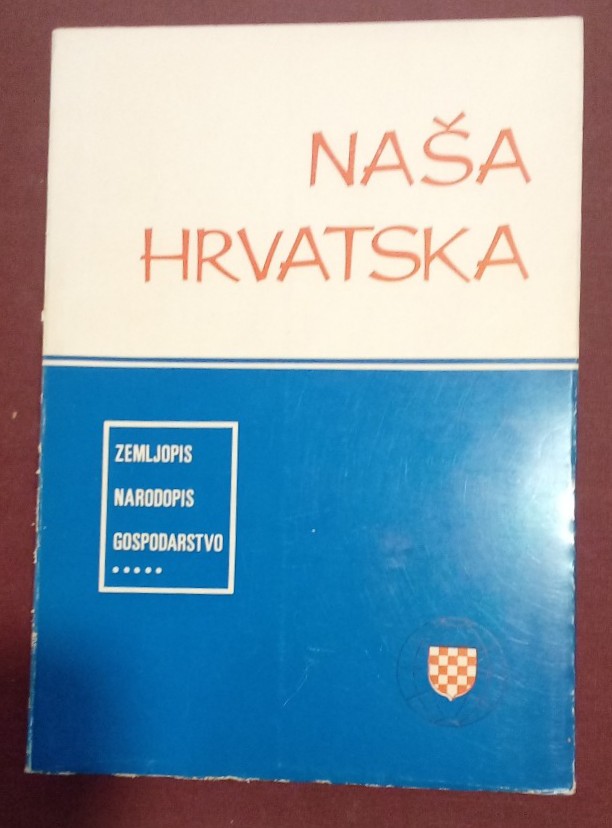 NAŠA
HRVATSKA
ZEMLJOPIS
NARODOPIS
GOSPODARSTVO
.....